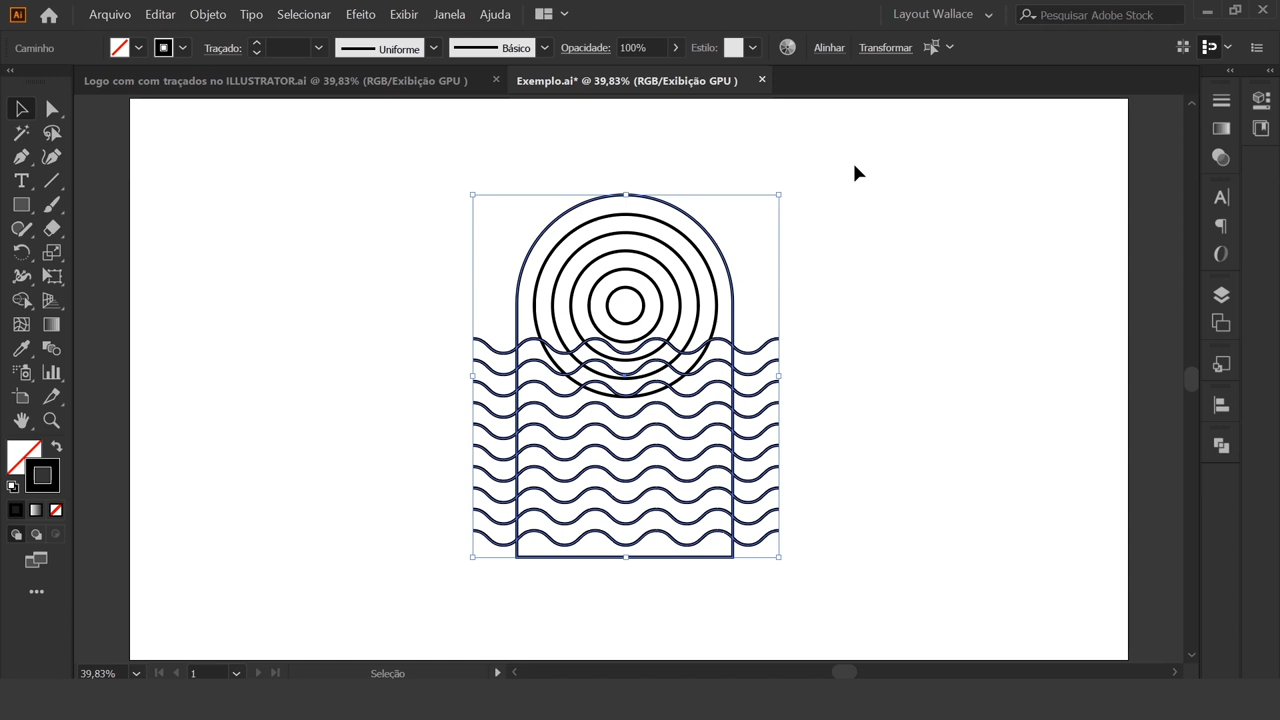 Ai Arquivo Editar Objeto Tipo Selecionar Efeito Exibir Janela Ajuda Layout Wallace Pesquisar Adobe Stock
Caminho Traçado: Uniforme Básico Opacidade: 100% Estilo: Alinhar Transformar
Logo com com traçados no ILLUSTRATOR.ai @ 39,83% (RGB/Exibição GPU ) Exemplo.ai* @ 39,83% (RGB/Exibição GPU )
39,83% 1 Seleção